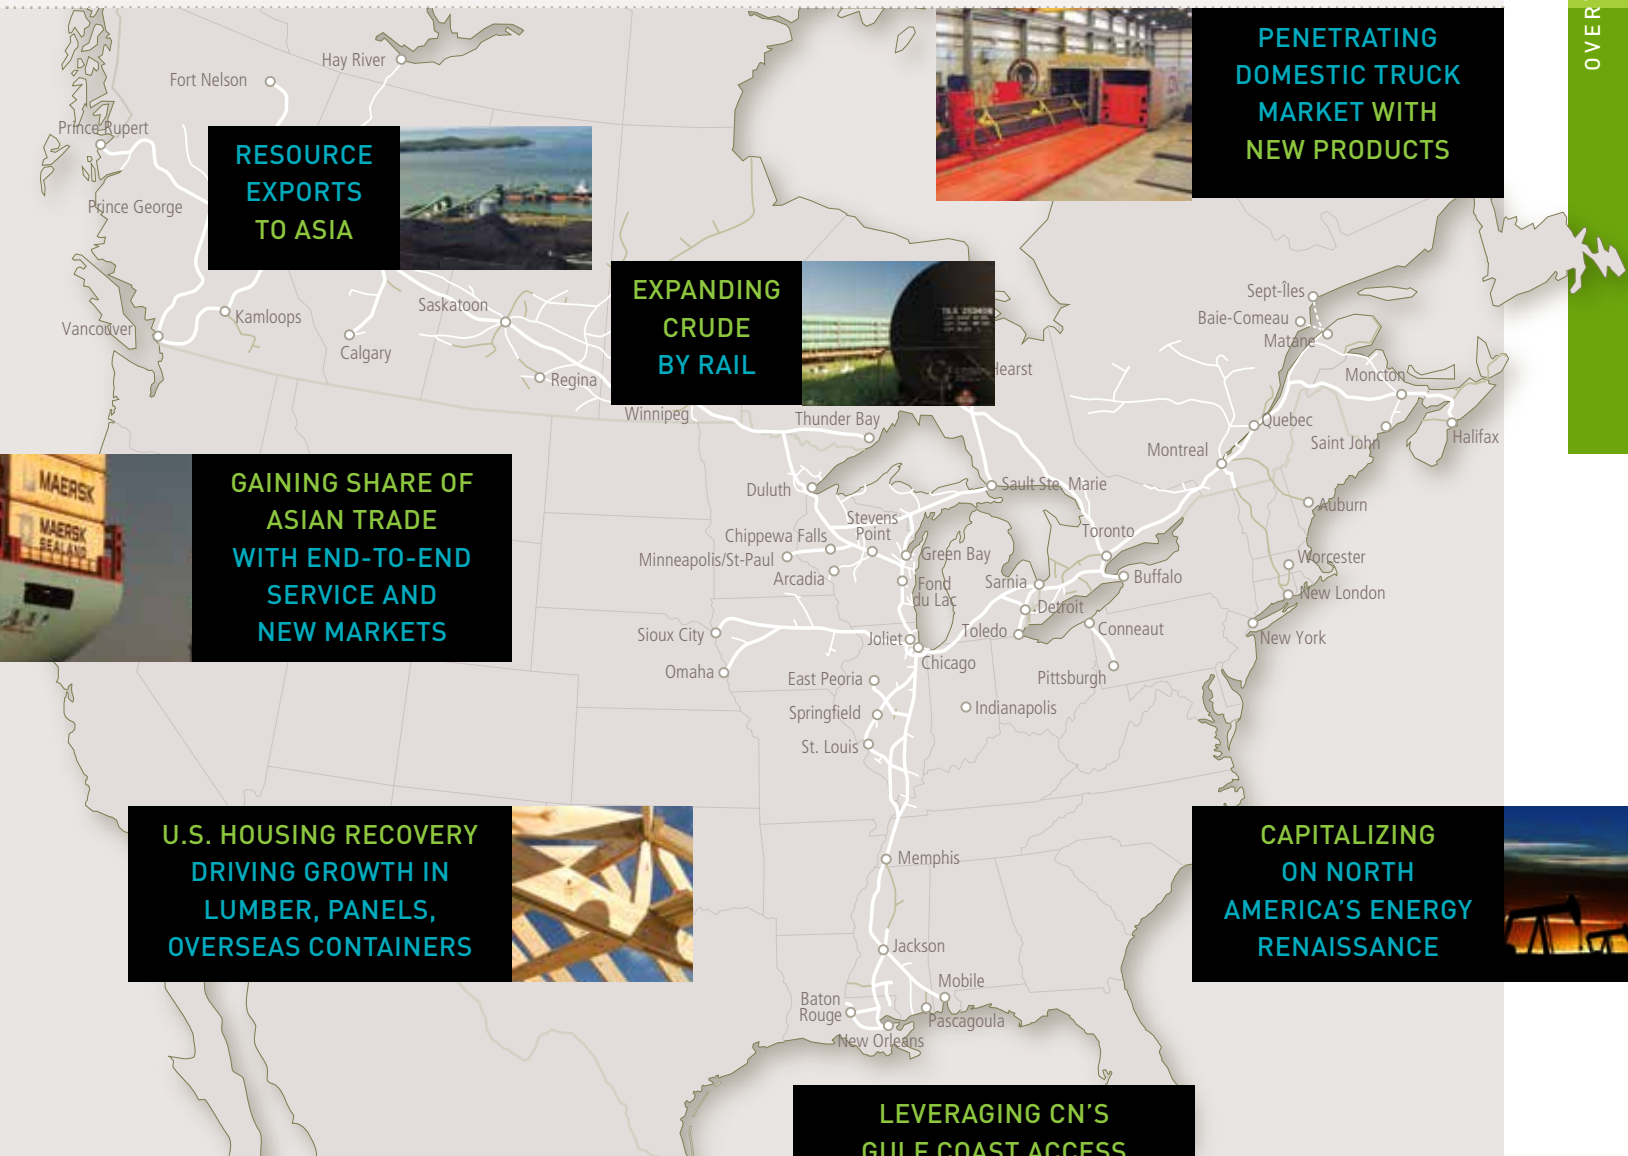 OVER
PENETRATING
DOMESTIC TRUCK
MARKET WITH
NEW PRODUCTS
Hay River
Fort Nelson
Prince Rupert
RESOURCE
EXPORTS
TO ASIA
Prince George
EXPANDING
CRUDE
BY RAIL
Sept-Îles
Baie-Comeau
Matane
Saskatoon
Kamloops
Vancouver
Calgary
Regina
Hearst
Moncton
Winnipeg
Thunder Bay
Quebec
Saint John
Halifax
Montreal
MAERSK
MAERSK
SEALAND
GAINING SHARE OF
ASIAN TRADE
WITH END-TO-END
SERVICE AND
NEW MARKETS
Duluth
Sault Ste. Marie
Auburn
Stevens
Point
Chippewa Falls
Toronto
Minneapolis/St-Paul
Green Bay
Worcester
Arcadia
Fond
du Lac
Sarnia
Buffalo
New London
Detroit
Sioux City
Joliet
Toledo
Conneaut
New York
Chicago
Omaha
East Peoria
Pittsburgh
Springfield
Indianapolis
St. Louis
U.S. HOUSING RECOVERY
DRIVING GROWTH IN
LUMBER, PANELS,
OVERSEAS CONTAINERS
CAPITALIZING
ON NORTH
AMERICA'S ENERGY
RENAISSANCE
Memphis
Jackson
Mobile
Baton
Rouge
Pascagoula
New Orleans
LEVERAGING CN'S
GULF COAST ACCESS